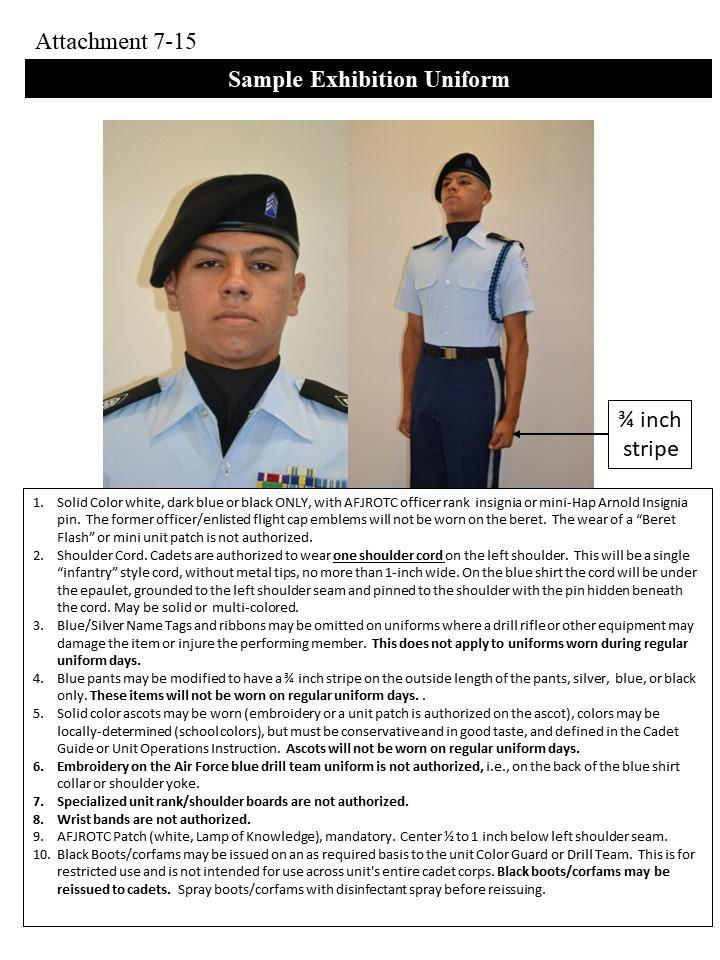 Attachment 7-15
Sample Exhibition Uniform
¾ inch
stripe
1. Solid Color white, dark blue or black ONLY, with AFJROTC officer rank insignia or mini-Hap Arnold Insignia
pin. The former officer/enlisted flight cap emblems will not be worn on the beret. The wear of a “Beret
Flash” or mini unit patch is not authorized.
2. Shoulder Cord. Cadets are authorized to wear one shoulder cord on the left shoulder. This will be a single
“infantry” style cord, without metal tips, no more than 1-inch wide. On the blue shirt the cord will be under
the epaulet, grounded to the left shoulder seam and pinned to the shoulder with the pin hidden beneath
the cord. May be solid or multi-colored.
3. Blue/Silver Name Tags and ribbons may be omitted on uniforms where a drill rifle or other equipment may
damage the item or injure the performing member. This does not apply to uniforms worn during regular
uniform days.
4. Blue pants may be modified to have a ¾ inch stripe on the outside length of the pants, silver, blue, or black
only. These items will not be worn on regular uniform days. .
5. Solid color ascots may be worn (embroidery or a unit patch is authorized on the ascot), colors may be
locally-determined (school colors), but must be conservative and in good taste, and defined in the Cadet
Guide or Unit Operations Instruction. Ascots will not be worn on regular uniform days.
6. Embroidery on the Air Force blue drill team uniform is not authorized, i.e., on the back of the blue shirt
collar or shoulder yoke.
7. Specialized unit rank/shoulder boards are not authorized.
8. Wrist bands are not authorized.
9. AFJROTC Patch (white, Lamp of Knowledge), mandatory. Center ½ to 1 inch below left shoulder seam.
10. Black Boots/corfams may be issued on an as required basis to the unit Color Guard or Drill Team. This is for
restricted use and is not intended for use across unit's entire cadet corps. Black boots/corfams may be
reissued to cadets. Spray boots/corfams with disinfectant spray before reissuing.